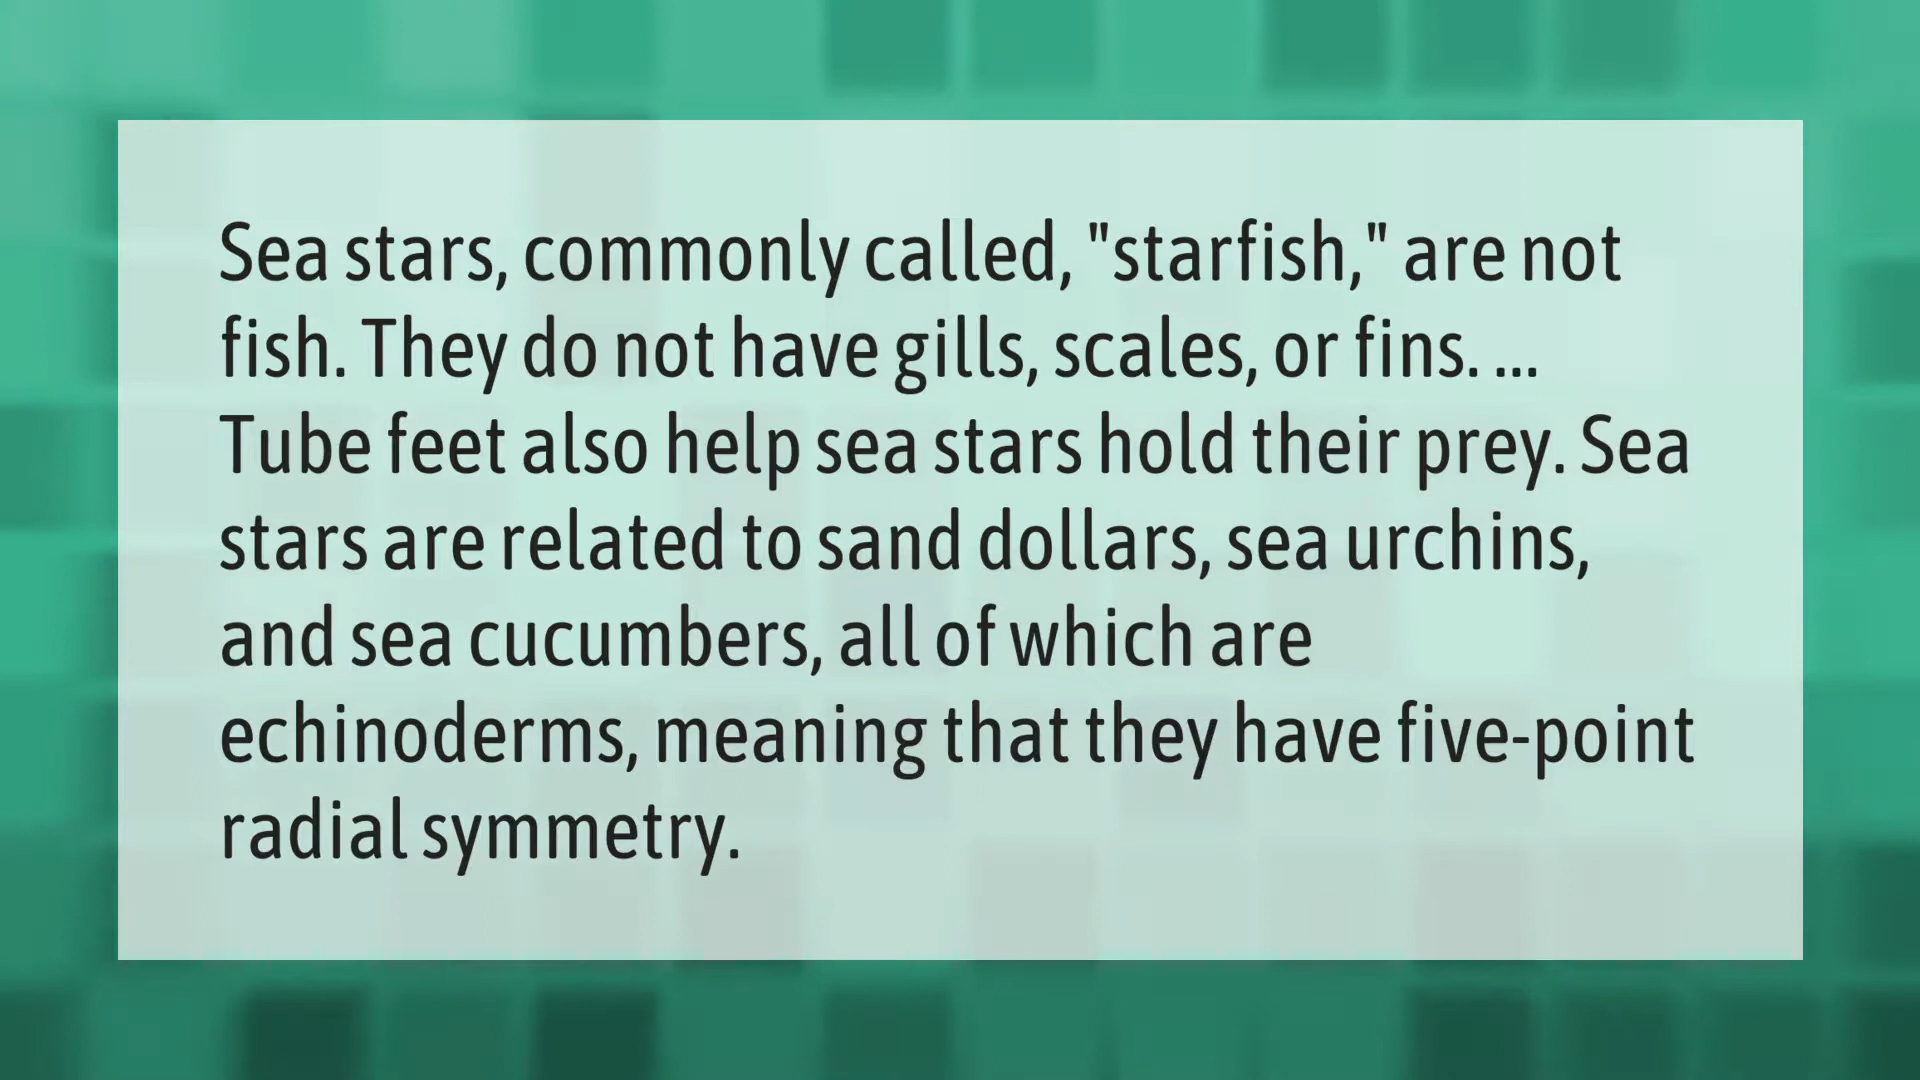 Sea stars, commonly called, "starfish," are not
fish. They do not have gills, scales, or fins. ...
Tube feet also help sea stars hold their prey. Sea
stars are related to sand dollars, sea urchins,
and sea cucumbers, all of which are
echinoderms, meaning that they have five-point
radial symmetry.